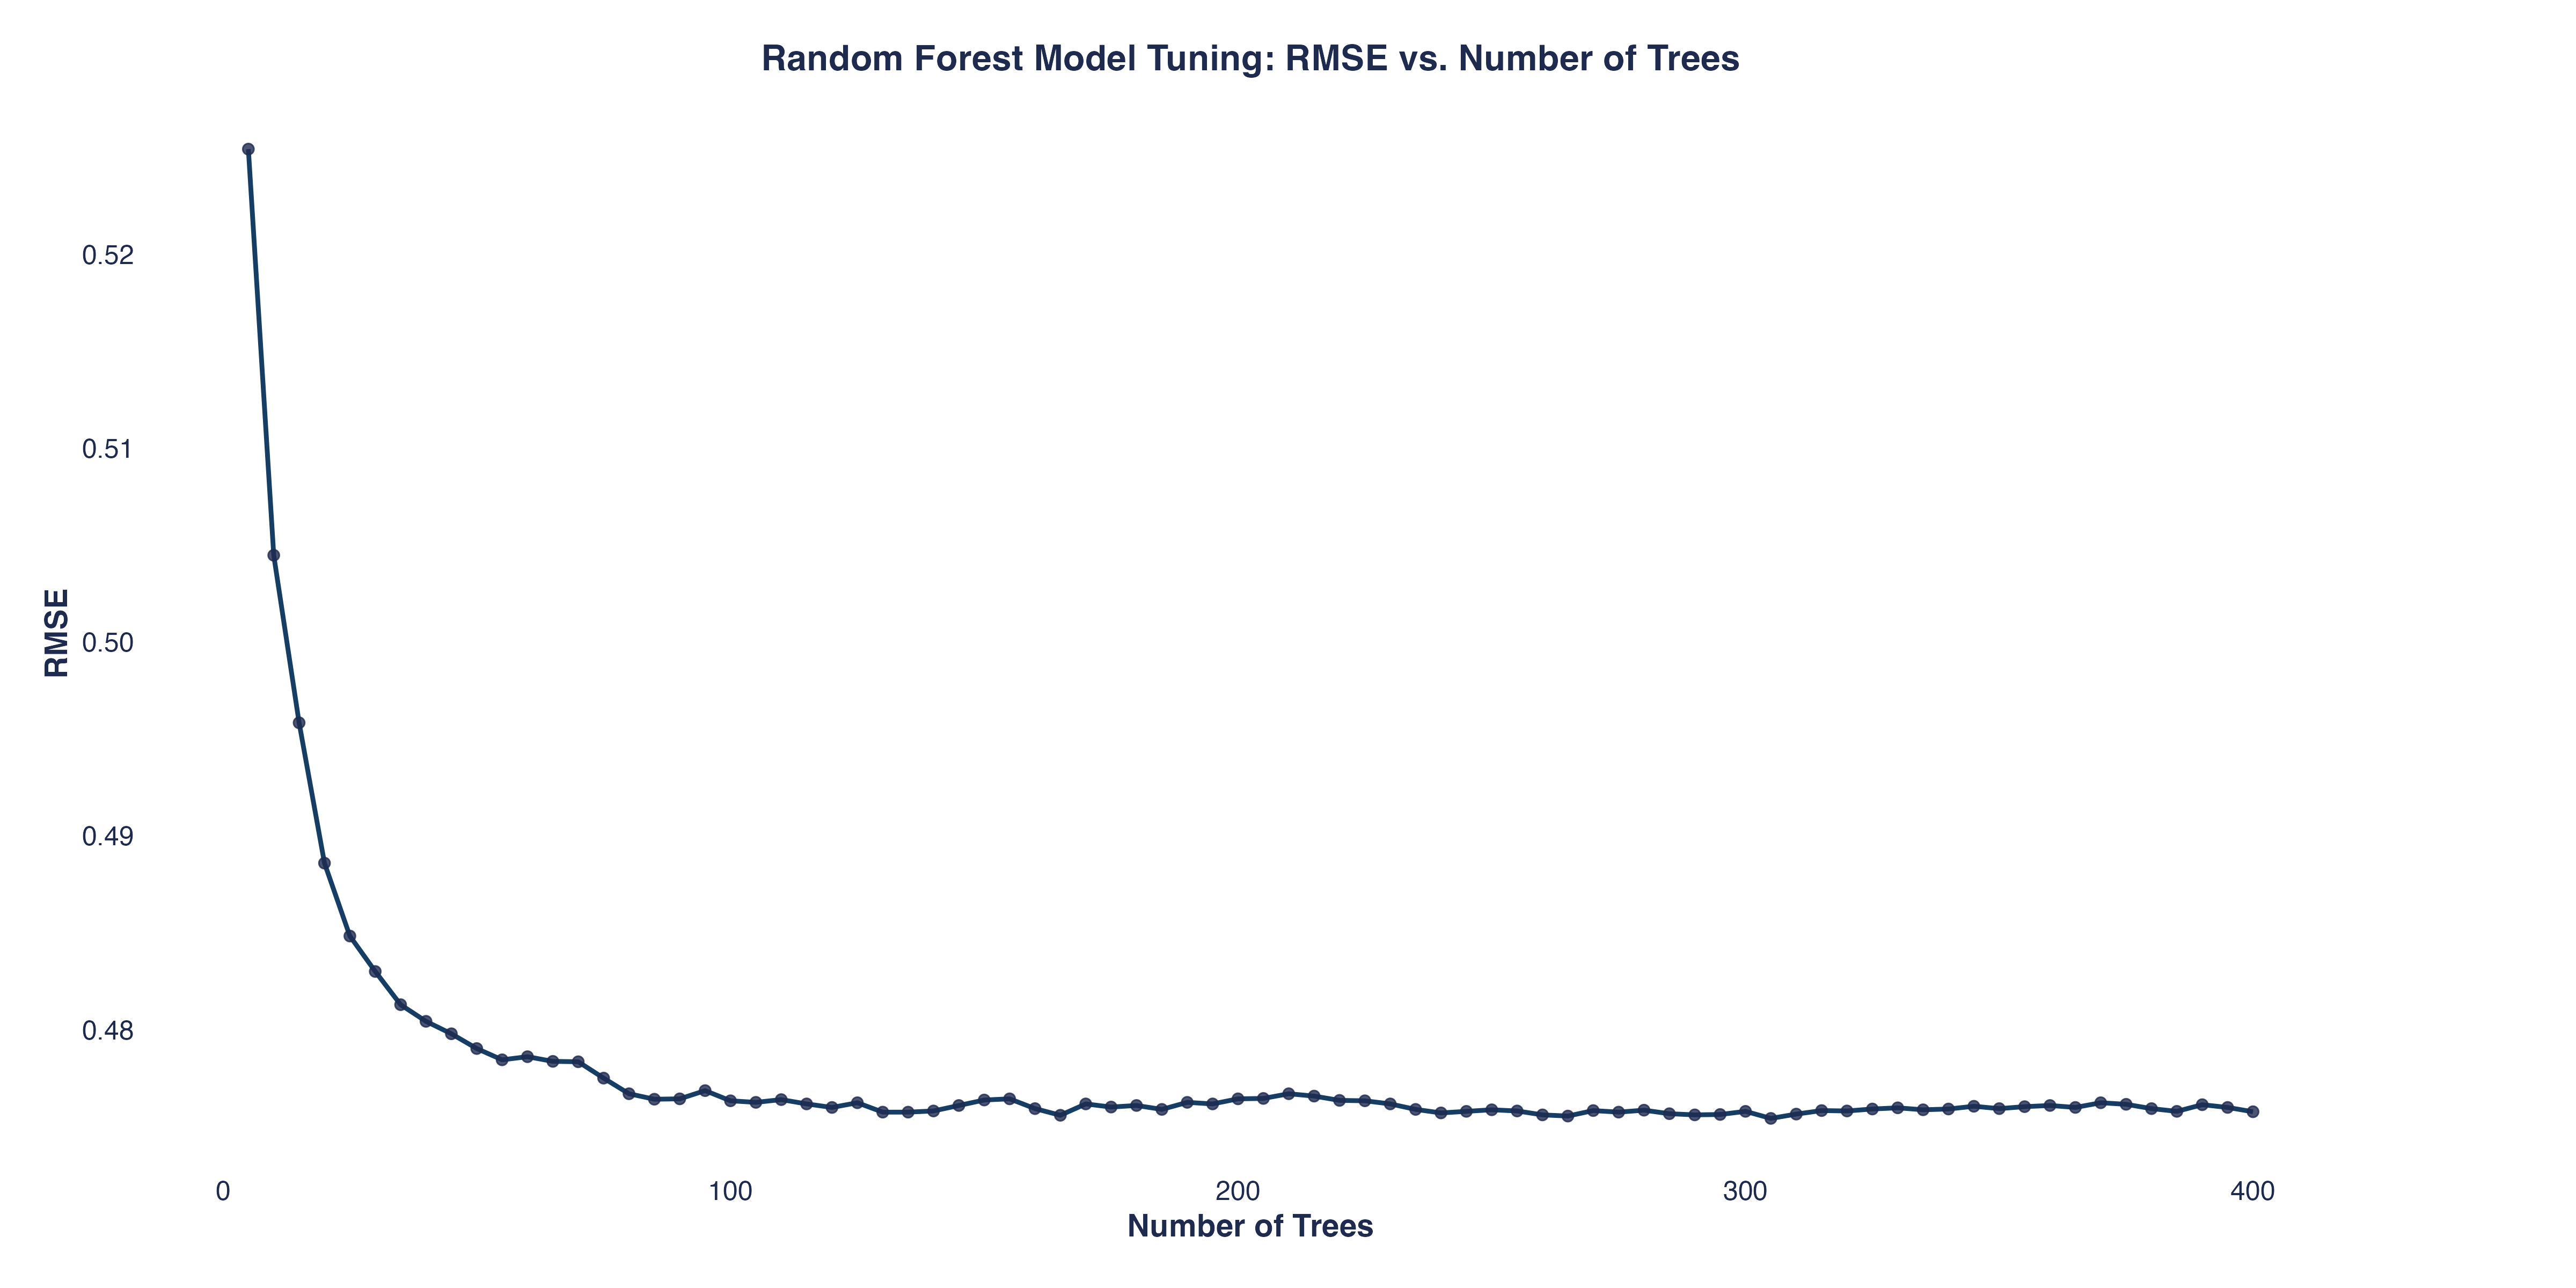 Random Forest Model Tuning: RMSE vs. Number of Trees
0.52
0.51
0.50
0.49
0.48
RMSE
0 100 200 300 400
Number of Trees